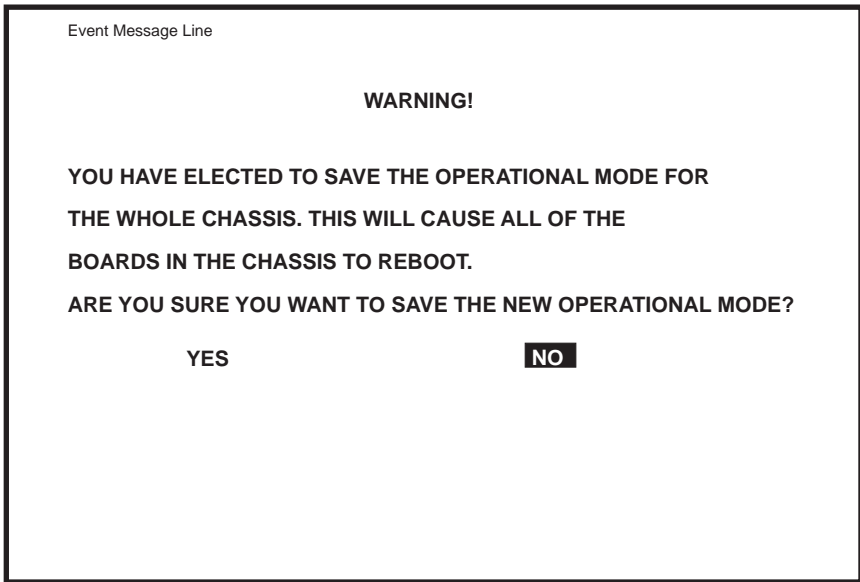 Event Message Line
WARNING!
YOU HAVE ELECTED TO SAVE THE OPERATIONAL MODE FOR
THE WHOLE CHASSIS. THIS WILL CAUSE ALL OF THE
BOARDS IN THE CHASSIS TO REBOOT.
ARE YOU SURE YOU WANT TO SAVE THE NEW OPERATIONAL MODE?
YES NO